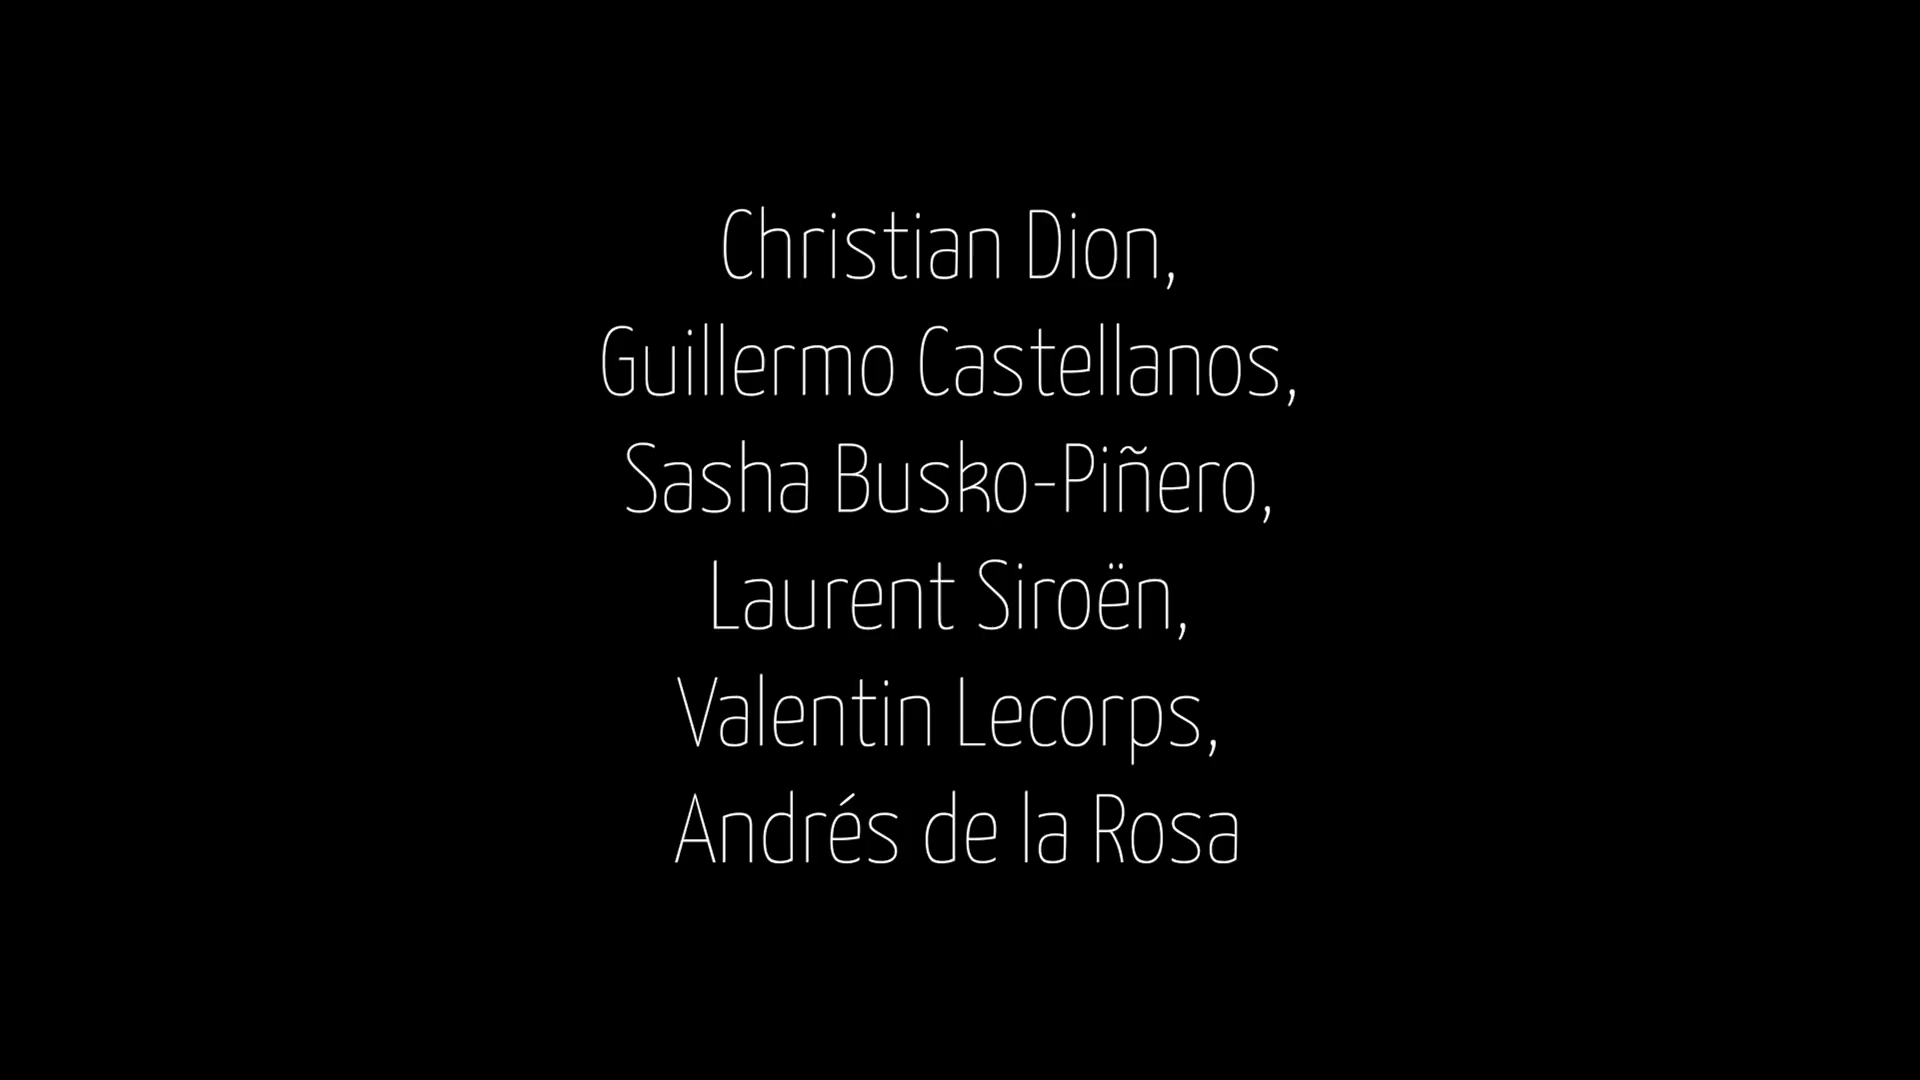 Christian Dion,
Guillermo Castellanos,
Sasha Busko-Piñero,
Laurent Siroën,
Valentin Lecorps,
Andrés de la Rosa